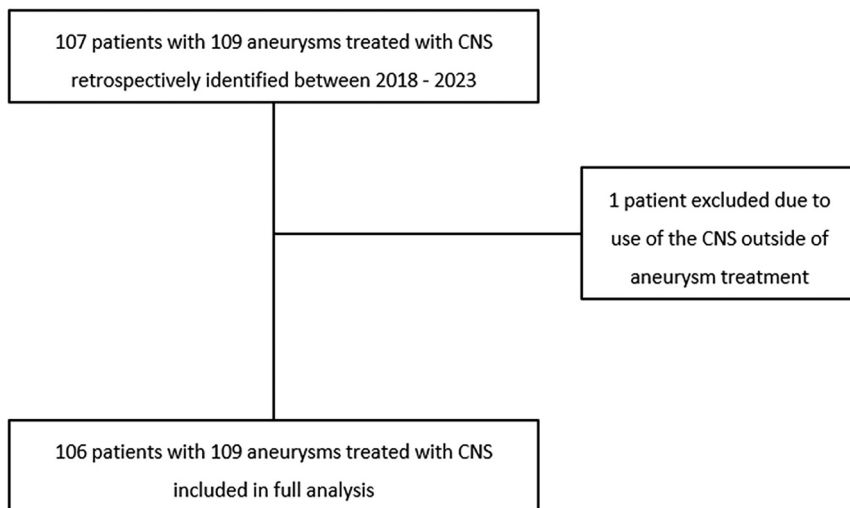 107 patients with 109 aneurysms treated with CNS
retrospectively identified between 2018 - 2023
1 patient excluded due to
use of the CNS outside of
aneurysm treatment
106 patients with 109 aneurysms treated with CNS
included in full analysis